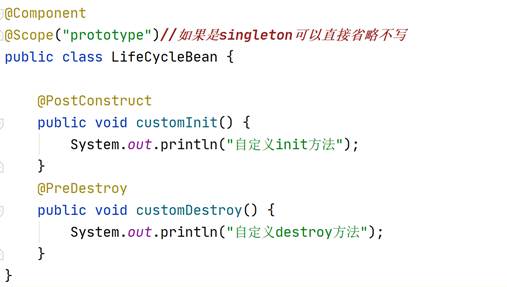 @Component
@Scope("prototype")//如果是singleton可以直接省略不写
public class LifeCycleBean {
@PostConstruct
public void customInit() {
System.out.println("自定义init方法");
}
@PreDestroy
public void customDestroy() {
System.out.println("自定义destroy方法");
}
}